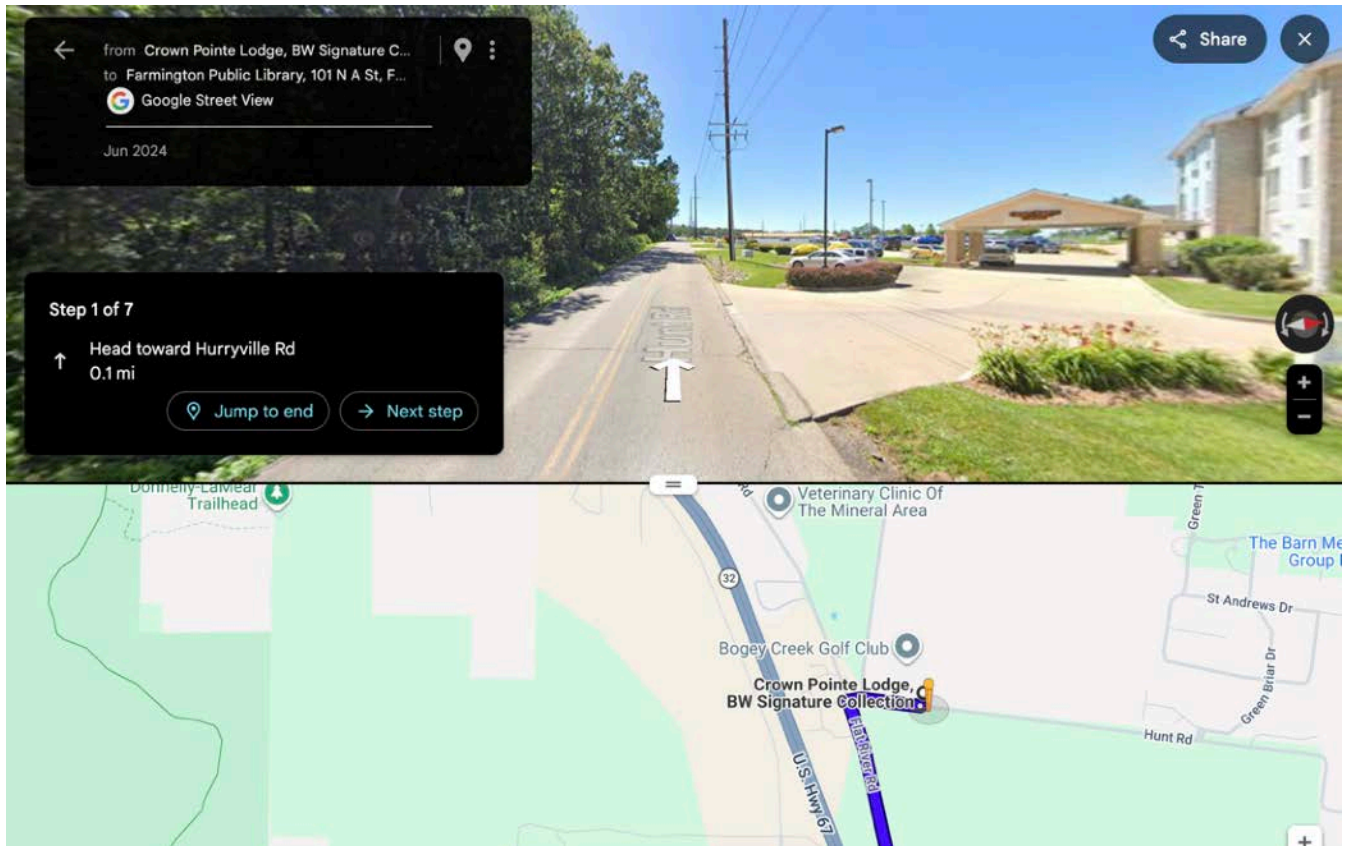 from Crown Pointe Lodge, BW Signature C...
to Farmington Public Library, 101 N A St, F...
Google Street View
Jun 2024
Share
Hunt Rd
Step 1 of 7
Head toward Hurryville Rd
0.1 mi
Jump to end
Next step
Donnelly-LaMear
Trailhead
Rd
Veterinary Clinic Of
The Mineral Area
Green T
The Barn Me
Group
32
St Andrews Dr
Bogey Creek Golf Club
Green Briar Dr
Crown Pointe Lodge,
BW Signature Collection
Hunt Rd
Flat River Rd
U.S. Hwy 67